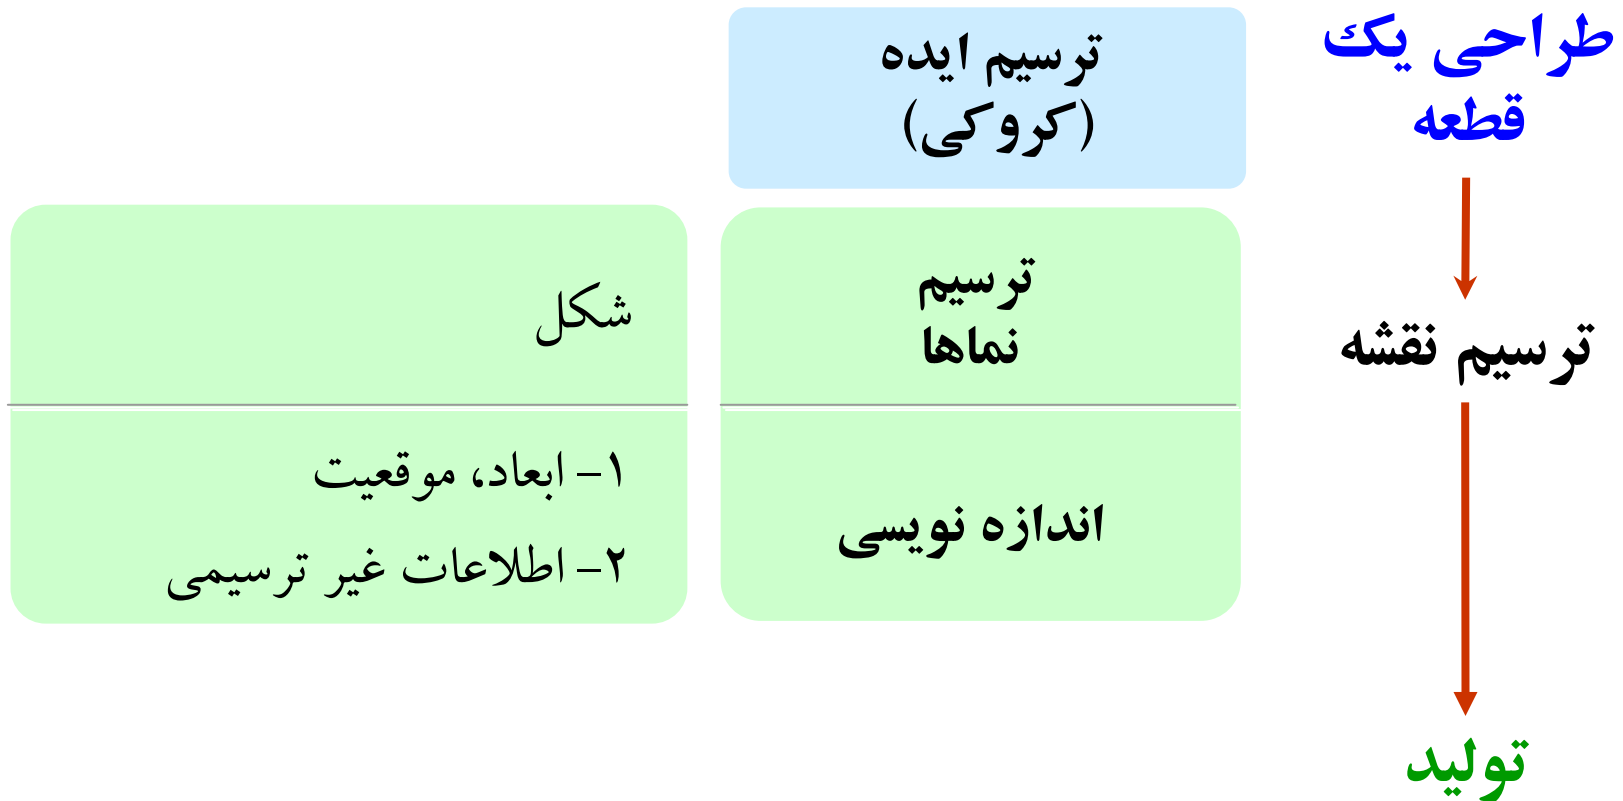 طراحی یک
قطعه
ترسیم ایده
(کروکی)
ترسیم نقشه
ترسیم
نماها
شکل
اندازه نویسی
۱– ابعاد، موقعیت
۲– اطلاعات غیر ترسیمی
تولید